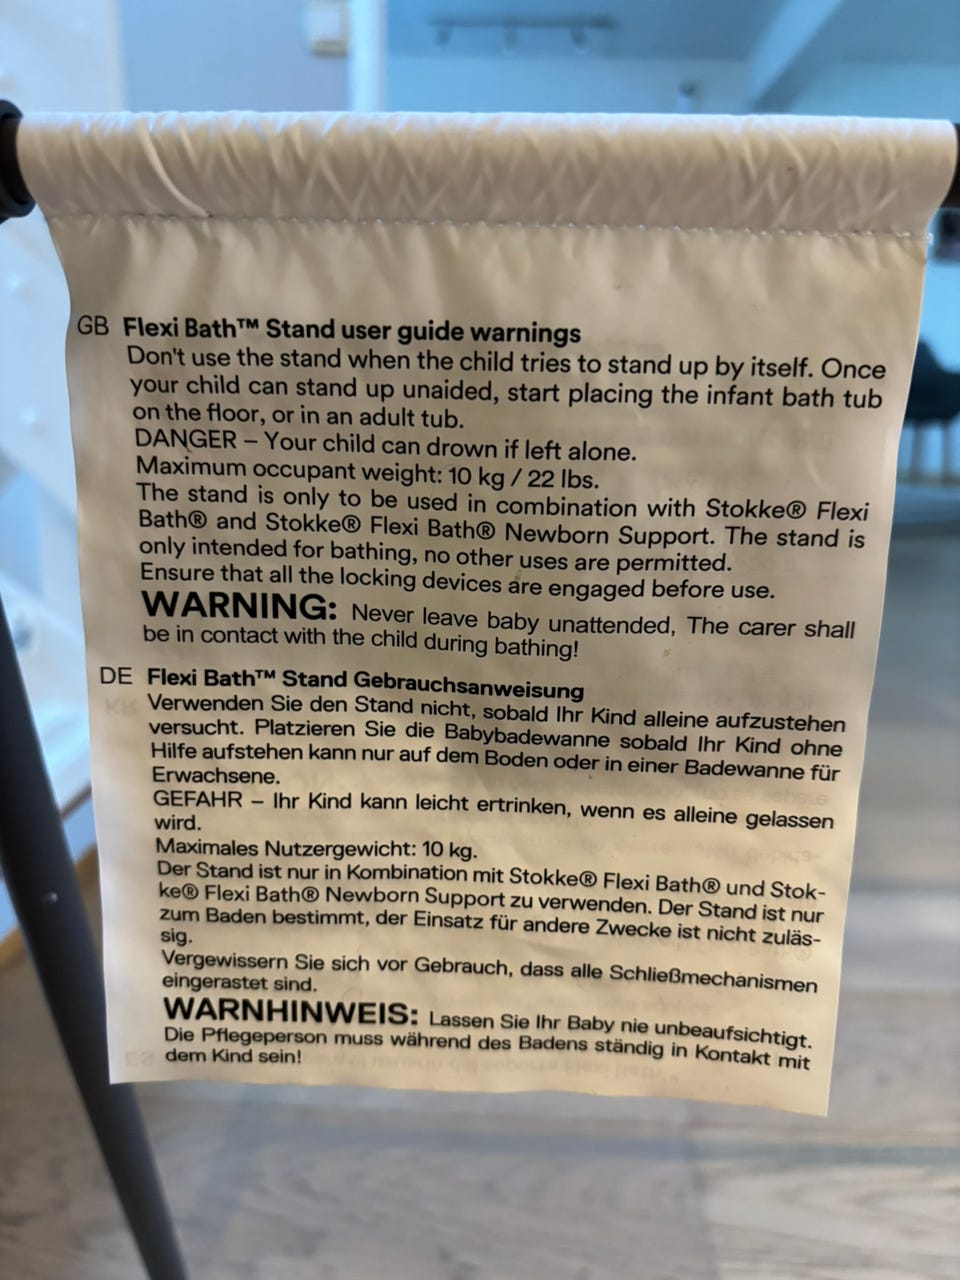 GB Flexi Bath™ Stand user guide warnings
Don't use the stand when the child tries to stand up by itself. Once
your child can stand up unaided, start placing the infant bath tub
on the floor, or in an adult tub.
DANGER – Your child can drown if left alone.
Maximum occupant weight: 10 kg / 22 lbs.
The stand is only to be used in combination with Stokke® Flexi
Bath® and Stokke® Flexi Bath® Newborn Support. The stand is
only intended for bathing, no other uses are permitted.
Ensure that all the locking devices are engaged before use.
WARNING: Never leave baby unattended, The carer shall
be in contact with the child during bathing!
DE Flexi Bath™ Stand Gebrauchsanweisung
Verwenden Sie den Stand nicht, sobald Ihr Kind alleine aufzustehen
versucht. Platzieren Sie die Babybadewanne sobald Ihr Kind ohne
Hilfe aufstehen kann nur auf dem Boden oder in einer Badewanne für
Erwachsene.
GEFAHR – Ihr Kind kann leicht ertrinken, wenn es alleine gelassen
wird.
Maximales Nutzergewicht: 10 kg.
Der Stand ist nur in Kombination mit Stokke® Flexi Bath® und Stok-
ke® Flexi Bath® Newborn Support zu verwenden. Der Stand ist nur
zum Baden bestimmt, der Einsatz für andere Zwecke ist nicht zuläs-
sig.
Vergewissern Sie sich vor Gebrauch, dass alle Schließmechanismen
eingerastet sind.
WARNHINWEIS: Lassen Sie Ihr Baby nie unbeaufsichtigt.
Die Pflegeperson muss während des Badens ständig in Kontakt mit
dem Kind sein!